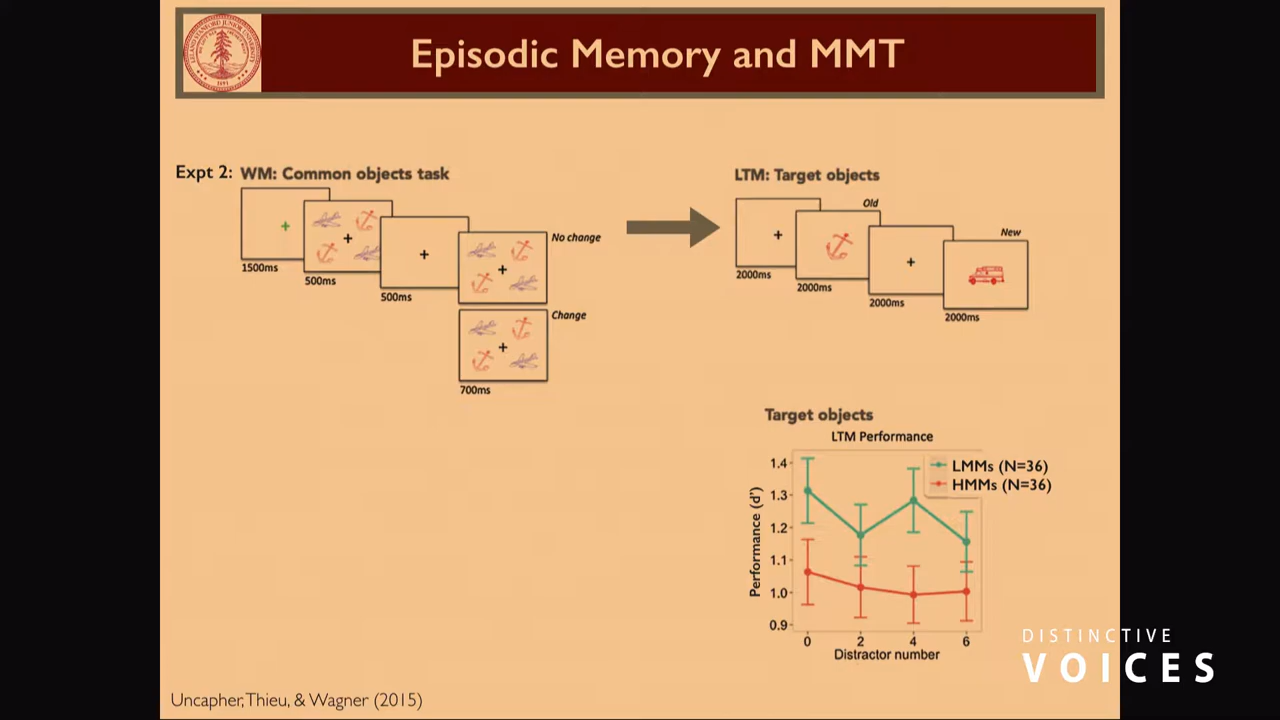 Episodic Memory and MMT
Expt 2: WM: Common objects task
1500ms
500ms
500ms
No change
Change
700ms
LTM: Target objects
Old
New
2000ms
2000ms
2000ms
2000ms
Target objects
LTM Performance
LMMs (N=36)
HMMs (N=36)
Performance (d')
1.4
1.3
1.2
1.1
1.0
0.9
0 2 4 6
Distractor number
DISTINCTIVE
VOICES
Uncapher, Thieu, & Wagner (2015)